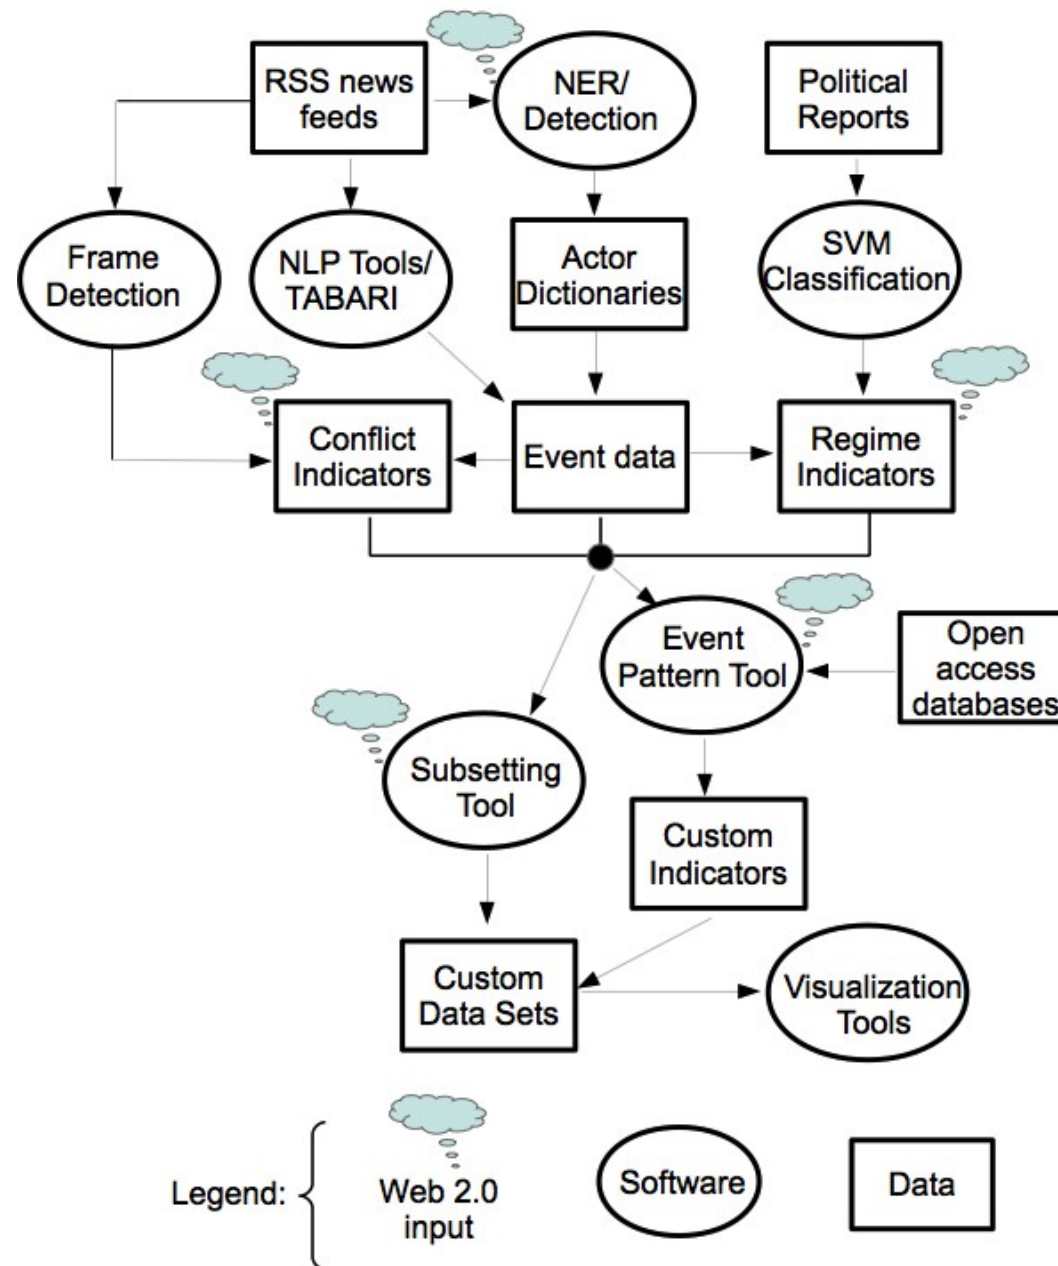 RSS news
feeds
NER/
Detection
Political
Reports
Frame
Detection
NLP Tools/
TABARI
Actor
Dictionaries
SVM
Classification
Conflict
Indicators
Event data
Regime
Indicators
Event
Pattern Tool
Open
access
databases
Subsetting
Tool
Custom
Indicators
Custom
Data Sets
Visualization
Tools
Legend:
Web 2.0
input
Software
Data